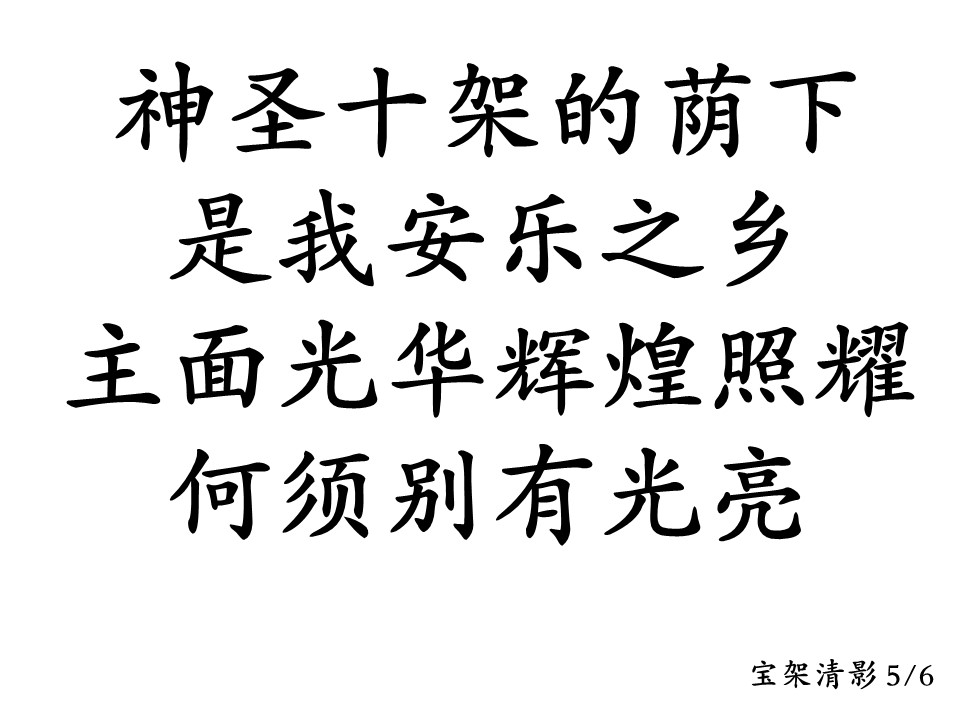 神圣十架的荫下
是我安乐之乡
主面光华辉煌照耀
何须别有光亮
宝架清影 5/6